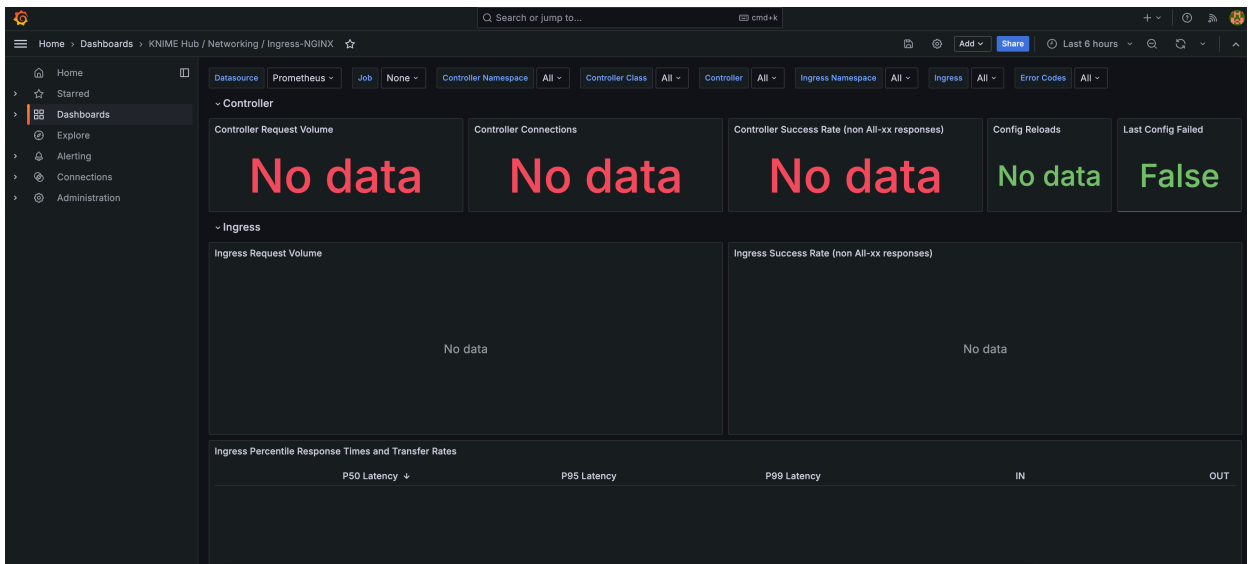 Search or jump to...
cmd+k
Home › Dashboards › KNIME Hub / Networking / Ingress-NGINX
Add
Share
Last 6 hours
Home
Starred
Dashboards
Explore
Alerting
Connections
Administration
Datasource Prometheus Job None Controller Namespace All Controller Class All Controller All Ingress Namespace All Ingress All Error Codes All
Controller
Controller Request Volume
No data
Controller Connections
No data
Controller Success Rate (non All-xx responses)
No data
Config Reloads
No data
Last Config Failed
False
Ingress
Ingress Request Volume
No data
Ingress Success Rate (non All-xx responses)
No data
Ingress Percentile Response Times and Transfer Rates
P50 Latency ↓ P95 Latency P99 Latency IN OUT